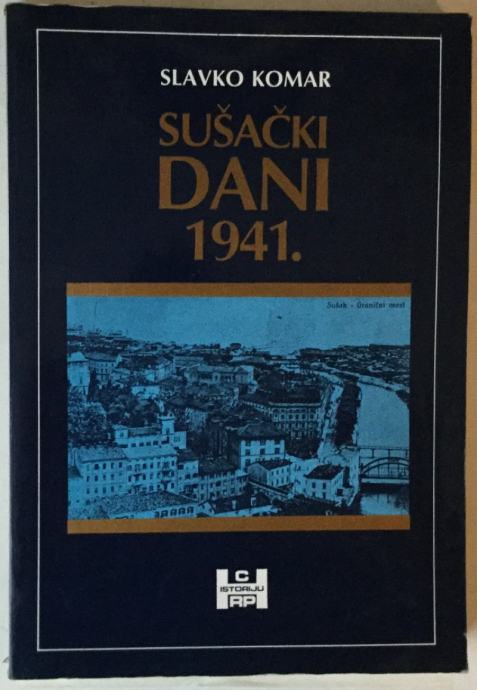 SLAVKO KOMAR
SUŠAČKI
DANI
1941.
Sušak - Granični most
C
ISTORIJU
RP